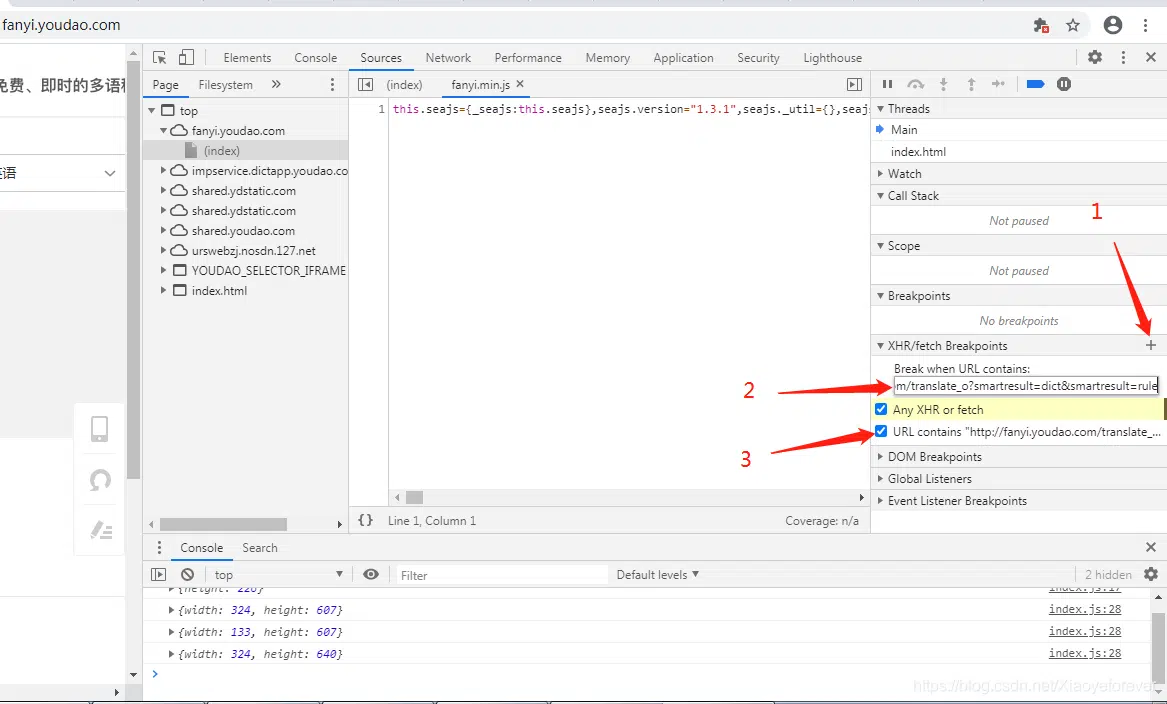 fanyi.youdao.com
免费、即时的多语种
Elements Console Sources Network Performance Memory Application Security Lighthouse
Page Filesystem »
(index) fanyi.min.js ×
top
fanyi.youdao.com
(index)
impservice.dictapp.youdao.co
shared.ydstatic.com
shared.ydstatic.com
shared.youdao.com
urswebzj.nosdn.127.net
YOUDAO_SELECTOR_IFRAME
index.html
英语
1 this.seajs={_seajs:this.seajs},seajs.version="1.3.1",seajs._util={},seajs
{} Line 1, Column 1 Coverage: n/a
Threads
Main
index.html
Watch
Call Stack
Not paused
1
Scope
Not paused
Breakpoints
No breakpoints
XHR/fetch Breakpoints +
Break when URL contains:
2 m/translate_o?smartresult=dict&smartresult=rule
Any XHR or fetch
3 URL contains "http://fanyi.youdao.com/translate_...
DOM Breakpoints
Global Listeners
Event Listener Breakpoints
Console Search
top Filter Default levels ▼ 2 hidden
{height: 226} index.js:17
{width: 324, height: 607} index.js:28
{width: 133, height: 607} index.js:28
{width: 324, height: 640} index.js:28
>
https://blog.csdn.net/Xiaoyeforever